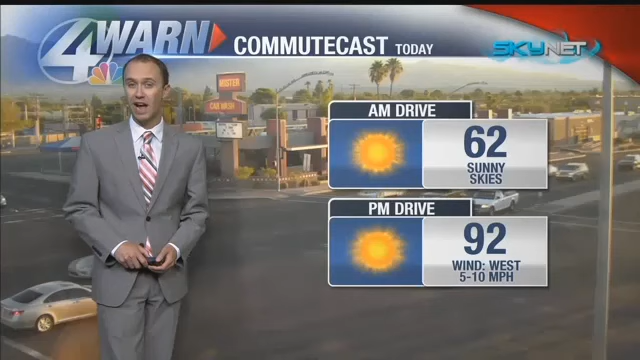 4WARN
COMMUTECAST TODAY
SKYNET
MISTER
CAR WASH
AM DRIVE
62
SUNNY
SKIES
PM DRIVE
92
WIND: WEST
5-10 MPH